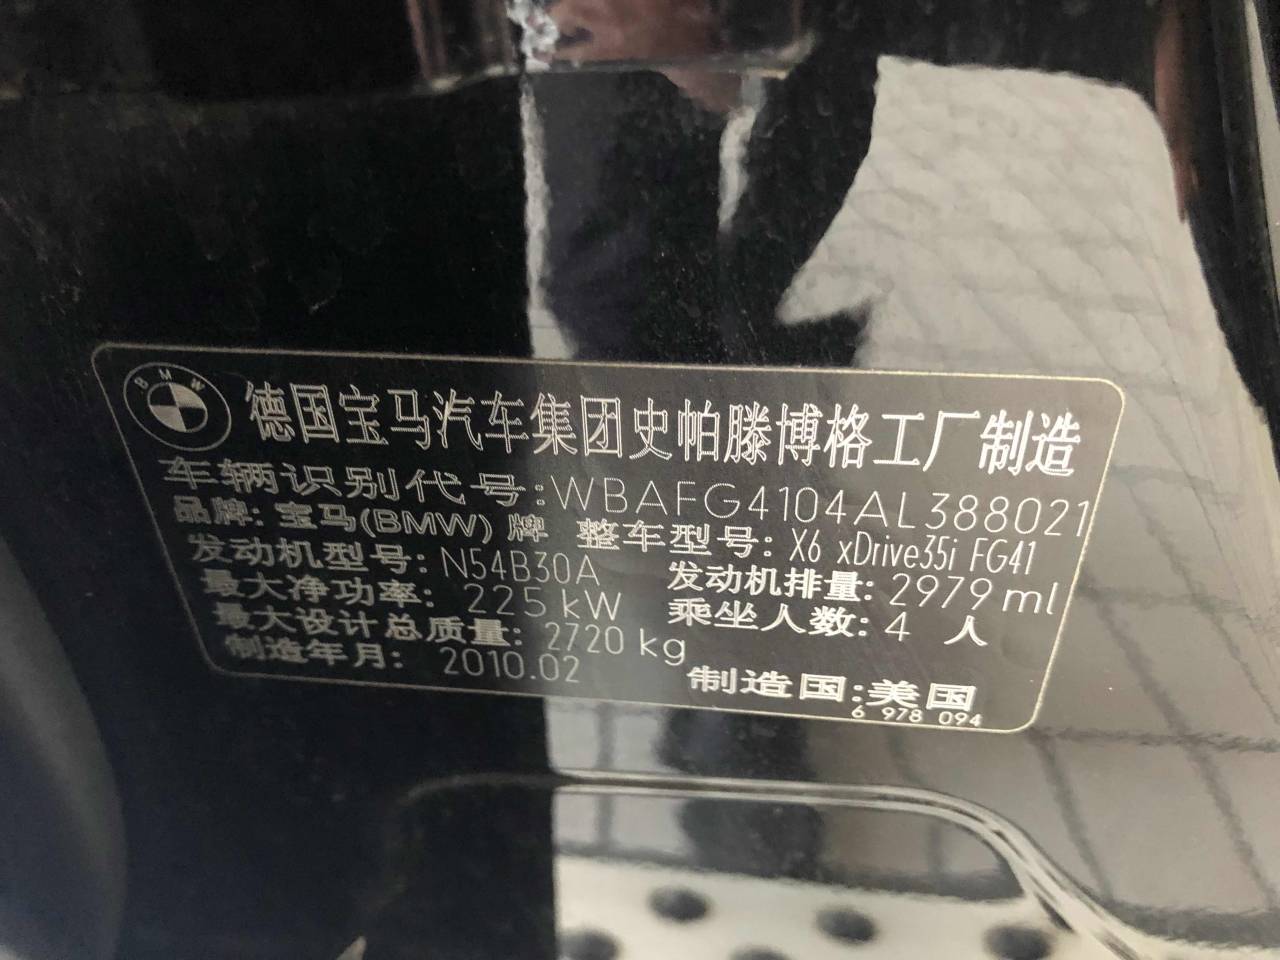 BMW
德国宝马汽车集团史帕滕博格工厂制造
车辆识别代号:WBAFG4104AL388021
品牌: 宝马(BMW) 牌 整车型号: X6 xDrive35i FG41
发动机型号: N54B30A 发动机排量: 2979 ml
最大净功率: 225 kW 乘坐人数: 4 人
最大设计总质量: 2720 kg
制造年月: 2010.02 制造国:美国
6 978 094